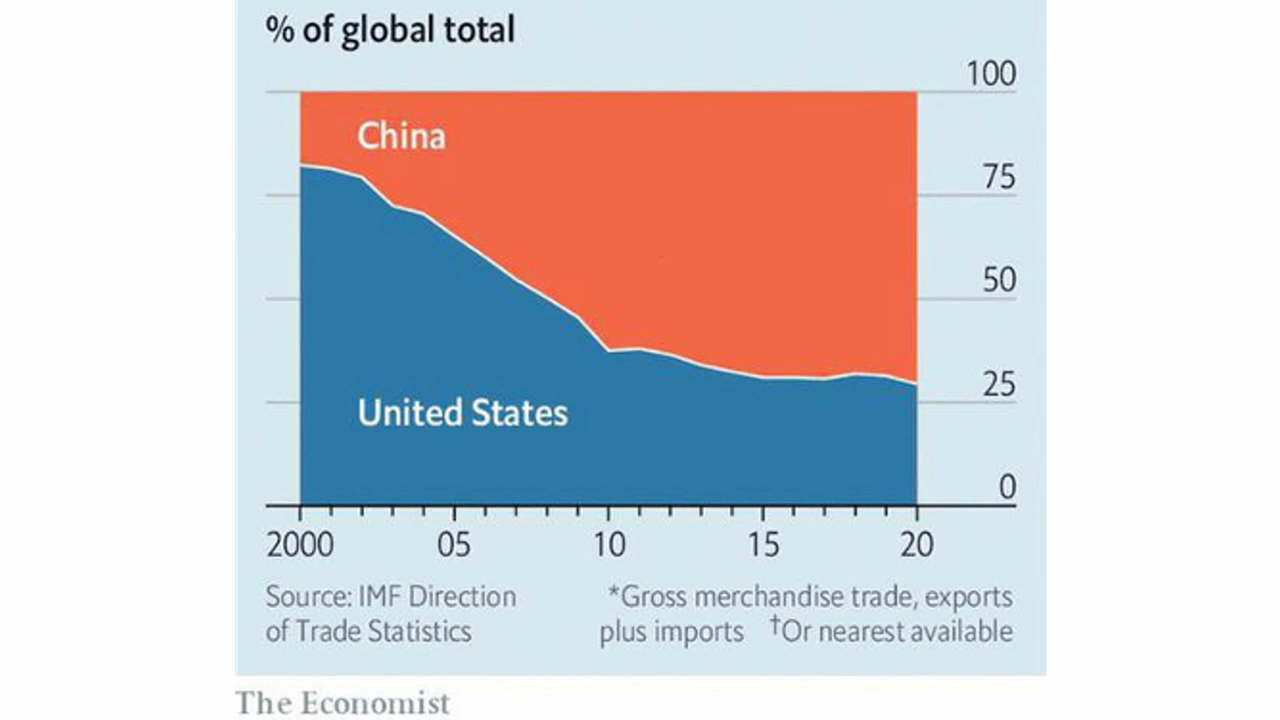 % of global total
100
China
75
50
25
United States
0
2000 05 10 15 20
Source: IMF Direction
of Trade Statistics
*Gross merchandise trade, exports
plus imports †Or nearest available
The Economist